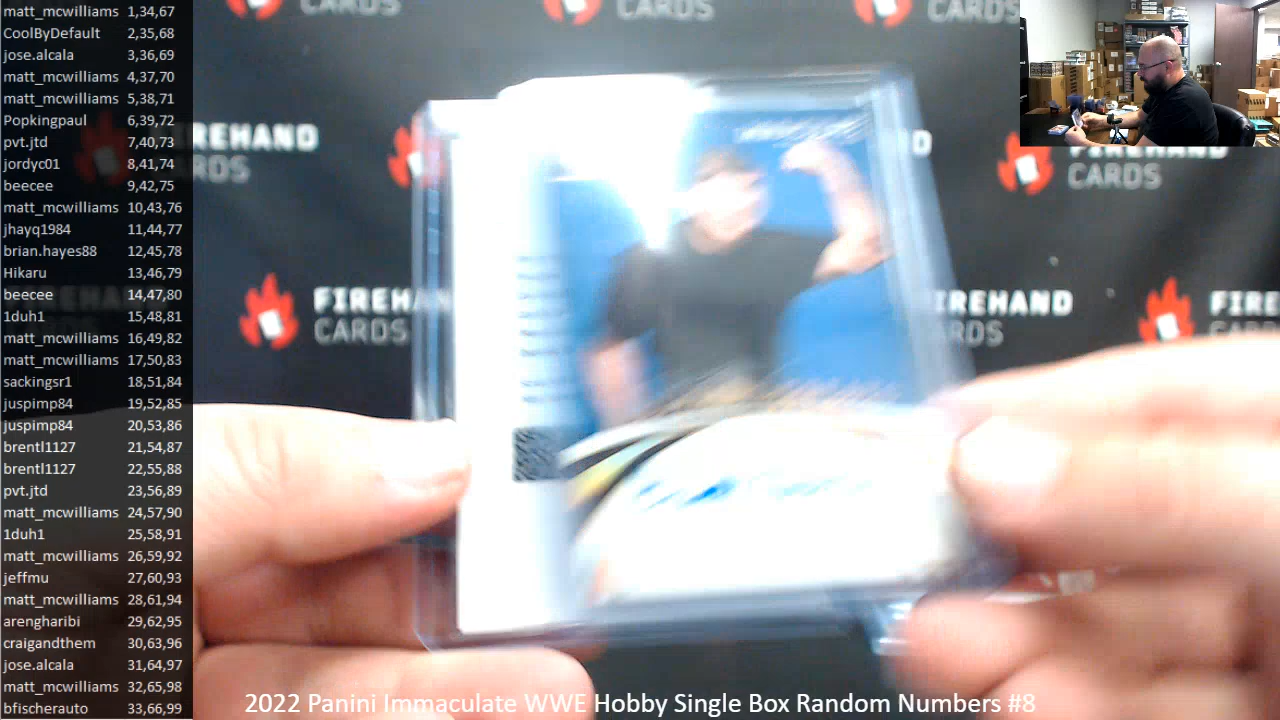 matt_mcwilliams 1,34,67
CoolByDefault 2,35,68
jose.alcala 3,36,69
matt_mcwilliams 4,37,70
matt_mcwilliams 5,38,71
Popkingpaul 6,39,72
pvt.jtd 7,40,73
jordyc01 8,41,74
beecee 9,42,75
matt_mcwilliams 10,43,76
jhayq1984 11,44,77
brian.hayes88 12,45,78
Hikaru 13,46,79
beecee 14,47,80
1duh1 15,48,81
matt_mcwilliams 16,49,82
matt_mcwilliams 17,50,83
sackingsr1 18,51,84
juspimp84 19,52,85
juspimp84 20,53,86
brentl1127 21,54,87
brentl1127 22,55,88
pvt.jtd 23,56,89
matt_mcwilliams 24,57,90
1duh1 25,58,91
matt_mcwilliams 26,59,92
jeffmu 27,60,93
matt_mcwilliams 28,61,94
arengharibi 29,62,95
craigandthem 30,63,96
jose.alcala 31,64,97
matt_mcwilliams 32,65,98
bfischerauto 33,66,99
CARDS
CARDS
CARDS
FIREHAND
CARDS
CARDS
FIREHAND
CARDS
FIREHAND
CARDS
FIRE
2022 Panini Immaculate WWE Hobby Single Box Random Numbers #8